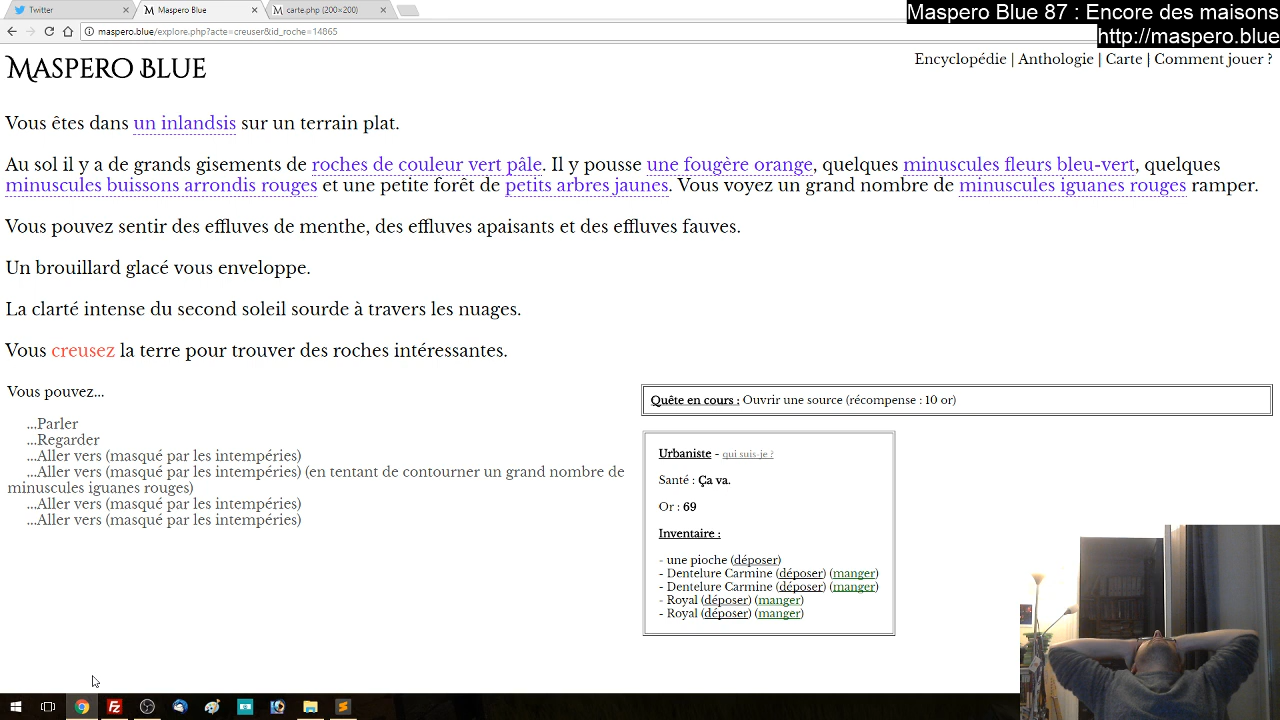 Twitter
Maspero Blue
carte.php (200×200)
Maspero Blue 87 : Encore des maisons
http://maspero.blue
maspero.blue/explore.php?acte=creuser&id_roche=14865
Maspero Blue
Encyclopédie | Anthologie | Carte | Comment jouer ?
Vous êtes dans un inlandsis sur un terrain plat.
Au sol il y a de grands gisements de roches de couleur vert pâle. Il y pousse une fougère orange, quelques minuscules fleurs bleu-vert, quelques
minuscules buissons arrondis rouges et une petite forêt de petits arbres jaunes. Vous voyez un grand nombre de minuscules iguanes rouges ramper.
Vous pouvez sentir des effluves de menthe, des effluves apaisants et des effluves fauves.
Un brouillard glacé vous enveloppe.
La clarté intense du second soleil sourde à travers les nuages.
Vous creusez la terre pour trouver des roches intéressantes.
Vous pouvez...
...Parler
...Regarder
...Aller vers (masqué par les intempéries)
...Aller vers (masqué par les intempéries) (en tentant de contourner un grand nombre de
minuscules iguanes rouges)
...Aller vers (masqué par les intempéries)
...Aller vers (masqué par les intempéries)
Quête en cours : Ouvrir une source (récompense : 10 or)
Urbaniste - qui suis-je ?
Santé : Ça va.
Or : 69
Inventaire :
- une pioche (déposer)
- Dentelure Carmine (déposer) (manger)
- Dentelure Carmine (déposer) (manger)
- Royal (déposer) (manger)
- Royal (déposer) (manger)